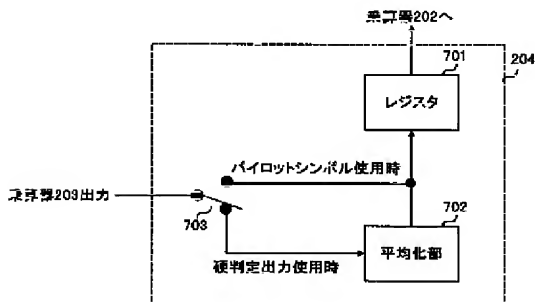 乗算器202へ
701
204
レジスタ
パイロットシンボル使用時
乗算器203出力
703
702
平均化部
硬判定出力使用時